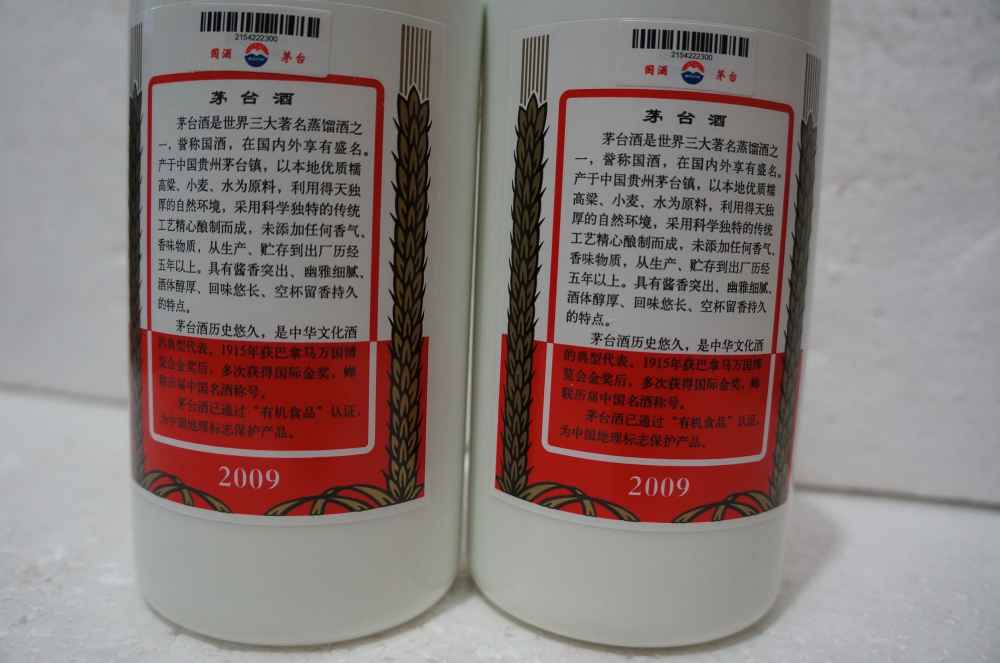 2154222300
国酒 茅台
茅台酒
茅台酒是世界三大著名蒸馏酒之
一，誉称国酒，在国内外享有盛名。
产于中国贵州茅台镇，以本地优质糯
高粱、小麦、水为原料，利用得天独
厚的自然环境，采用科学独特的传统
工艺精心酿制而成，未添加任何香气、
香味物质，从生产、贮存到出厂历经
五年以上。具有酱香突出、幽雅细腻、
酒体醇厚、回味悠长、空杯留香持久
的特点。
茅台酒历史悠久，是中华文化酒
的典型代表，1915年获巴拿马万国博
览会金奖后，多次获得国际金奖，蝉
联历届中国名酒称号。
茅台酒已通过“有机食品”认证，
为中国地理标志保护产品。
2009
2154222300
国酒 茅台
茅台酒
茅台酒是世界三大著名蒸馏酒之
一，誉称国酒，在国内外享有盛名。
产于中国贵州茅台镇，以本地优质糯
高粱、小麦、水为原料，利用得天独
厚的自然环境，采用科学独特的传统
工艺精心酿制而成，未添加任何香气、
香味物质，从生产、贮存到出厂历经
五年以上。具有酱香突出、幽雅细腻、
酒体醇厚、回味悠长、空杯留香持久
的特点。
茅台酒历史悠久，是中华文化酒
的典型代表，1915年获巴拿马万国博
览会金奖后，多次获得国际金奖，蝉
联历届中国名酒称号。
茅台酒已通过“有机食品”认证，
为中国地理标志保护产品。
2009